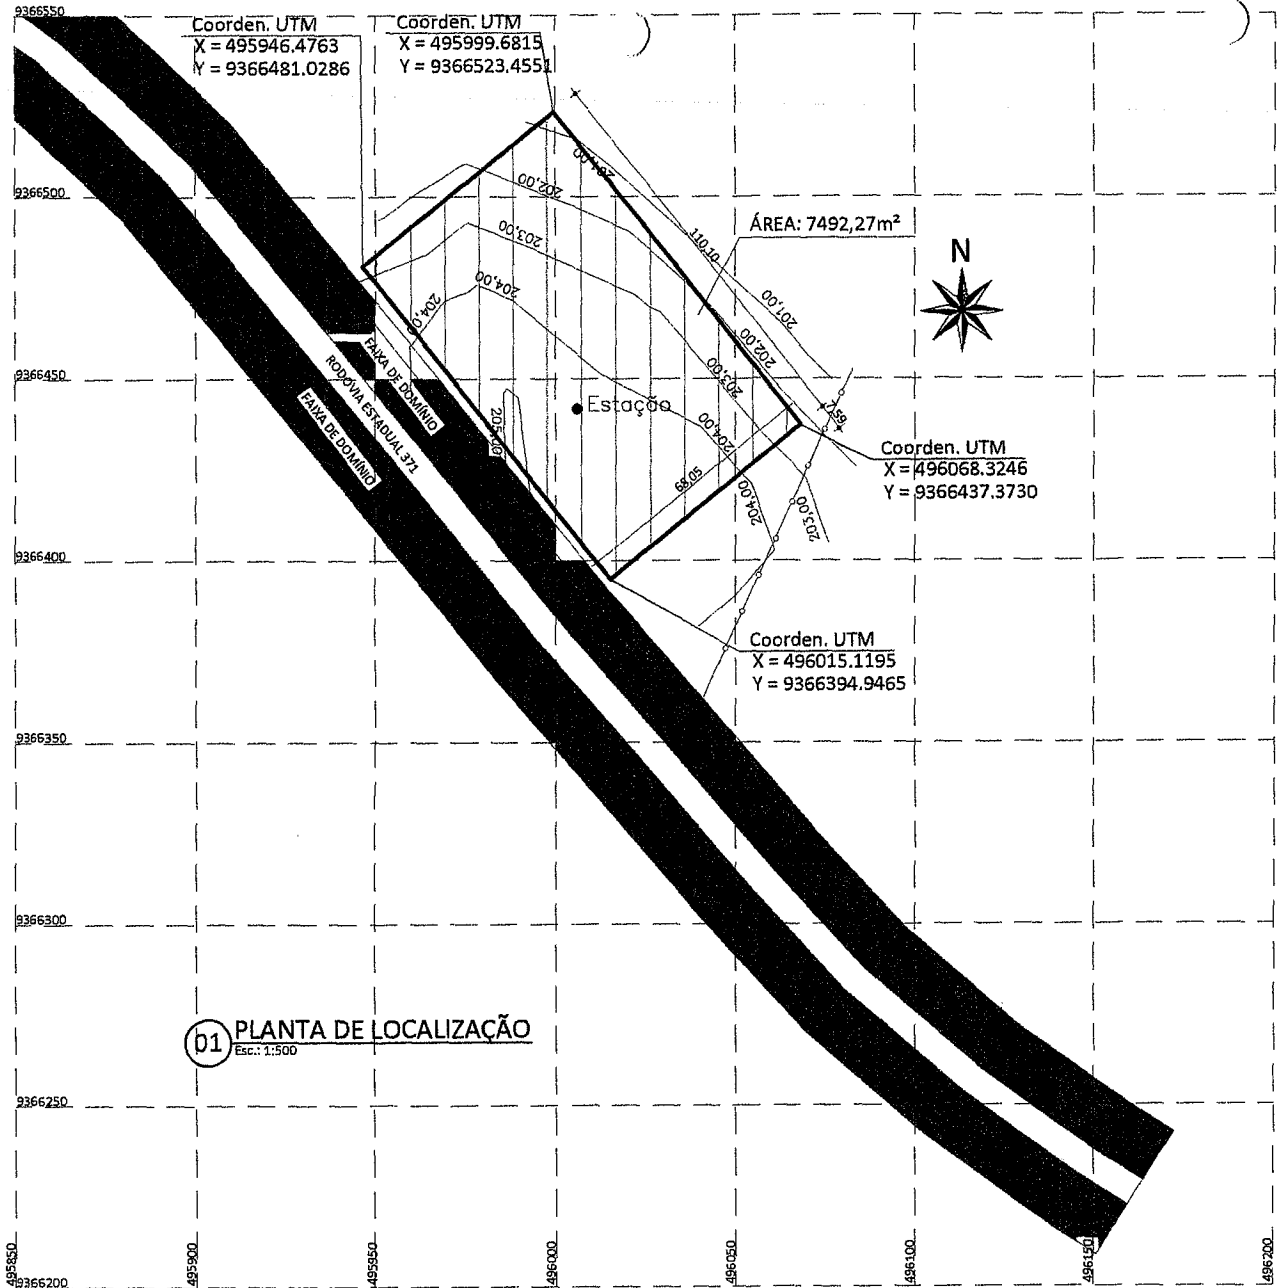 9366550
Coorden. UTM
X = 495946.4763
Y = 9366481.0286
Coorden. UTM
X = 495999.6815
Y = 9366523.4551
201,00
9366500
202,00
ÁREA: 7492,27m²
203,00
110,10
N
204,00
204,00
201,00
202,00
FAIXA DE DOMÍNIO
RODOVIA ESTADUAL 371
FAIXA DE DOMÍNIO
9366450
203,00
Estação
205,00
204,00
7,59
Coorden. UTM
X = 496068.3246
Y = 9366437.3730
68,05
204,00
203,00
9366400
Coorden. UTM
X = 496015.1195
Y = 9366394.9465
9366350
9366300
01
PLANTA DE LOCALIZAÇÃO
Esc.: 1:500
9366250
9366200
495850
495900
495950
496000
496050
496100
496150
496200